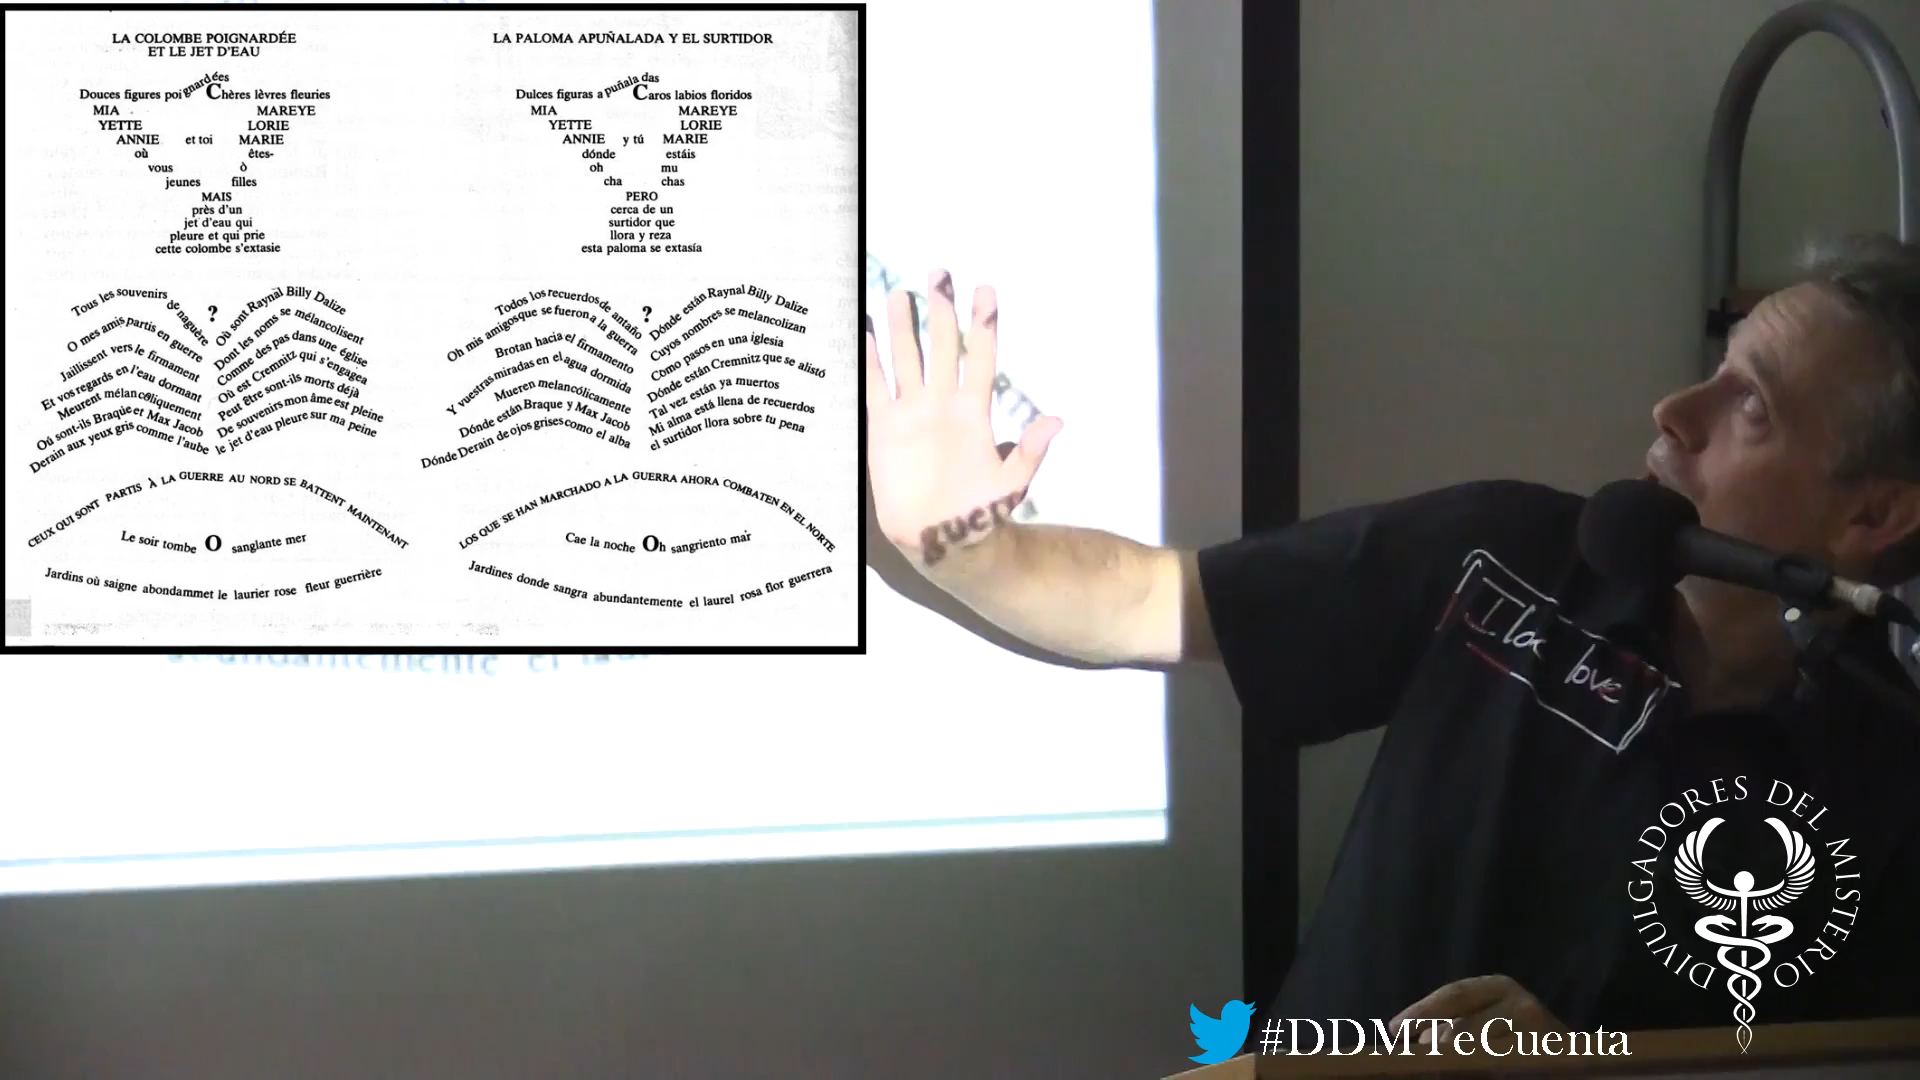 LA COLOMBE POIGNARDÉE
ET LE JET D'EAU
Douces figures poignardées Chères lèvres fleuries
MIA MAREYE
YETTE LORIE
ANNIE et toi MARIE
où êtes-
vous ò
jeunes filles
MAIS
près d'un
jet d'eau qui
pleure et qui prie
cette colombe s'extasie
Tous les souvenirs de naguère
O mes amis partis en guerre
Jaillissent vers le firmament
Et vos regards en l'eau dormant
Meurent mélancoliquement
Où sont-ils Braque et Max Jacob
Derain aux yeux gris comme l'aube
?
Où sont Raynal Billy Dalize
Dont les noms se mélancolisent
Comme des pas dans une église
Où est Cremnitz qui s'engagea
Peut être sont-ils morts déjà
De souvenirs mon âme est pleine
le jet d'eau pleure sur ma peine
CEUX QUI SONT PARTIS À LA GUERRE AU NORD SE BATTENT MAINTENANT
Le soir tombe O sanglante mer
Jardins où saigne abondammet le laurier rose fleur guerrière
LA PALOMA APUÑALADA Y EL SURTIDOR
Dulces figuras apuñaladas Caros labios floridos
MIA MAREYE
YETTE LORIE
ANNIE y tú MARIE
dónde estáis
oh mu
cha chas
PERO
cerca de un
surtidor que
llora y reza
esta paloma se extasía
Todos los recuerdos de antaño
Oh mis amigos que se fueron a la guerra
Brotan hacia el firmamento
Y vuestras miradas en el agua dormida
Mueren melancólicamente
Dónde están Braque y Max Jacob
Dónde Derain de ojos grises como el alba
?
Dónde están Raynal Billy Dalize
Cuyos nombres se melancolizan
Como pasos en una iglesia
Dónde están Cremnitz que se alistó
Tal vez están ya muertos
Mi alma está llena de recuerdos
el surtidor llora sobre tu pena
LOS QUE SE HAN MARCHADO A LA GUERRA AHORA COMBATEN EN EL NORTE
Cae la noche Oh sangriento mar
Jardines donde sangra abundantemente el laurel rosa flor guerrera
abundantemente el
guerra
love
DIVULGADORES DEL MISTERIO
#DDMTeCuenta